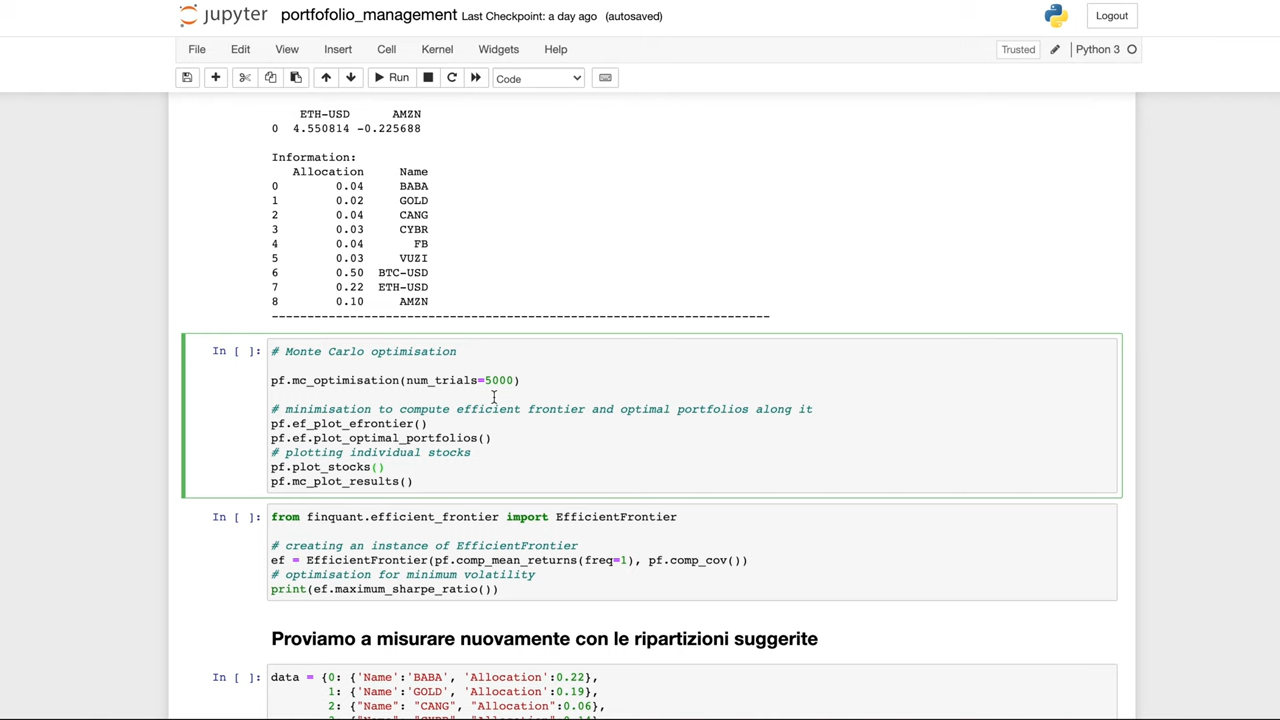 jupyter portfofolio_management Last Checkpoint: a day ago (autosaved) Logout
File Edit View Insert Cell Kernel Widgets Help Trusted Python 3
Run Code
ETH-USD AMZN
0 4.550814 -0.225688
Information:
Allocation Name
0 0.04 BABA
1 0.02 GOLD
2 0.04 CANG
3 0.03 CYBR
4 0.04 FB
5 0.03 VUZI
6 0.50 BTC-USD
7 0.22 ETH-USD
8 0.10 AMZN
----------------------------------------------------------------------
In [ ]: # Monte Carlo optimisation
pf.mc_optimisation(num_trials=5000)
# minimisation to compute efficient frontier and optimal portfolios along it
pf.ef_plot_efrontier()
pf.ef.plot_optimal_portfolios()
# plotting individual stocks
pf.plot_stocks()
pf.mc_plot_results()
In [ ]: from finquant.efficient_frontier import EfficientFrontier
# creating an instance of EfficientFrontier
ef = EfficientFrontier(pf.comp_mean_returns(freq=1), pf.comp_cov())
# optimisation for minimum volatility
print(ef.maximum_sharpe_ratio())
Proviamo a misurare nuovamente con le ripartizioni suggerite
In [ ]: data = {0: {'Name':'BABA', 'Allocation':0.22},
1: {'Name':'GOLD', 'Allocation':0.19},
2: {"Name": "CANG", "Allocation":0.06},